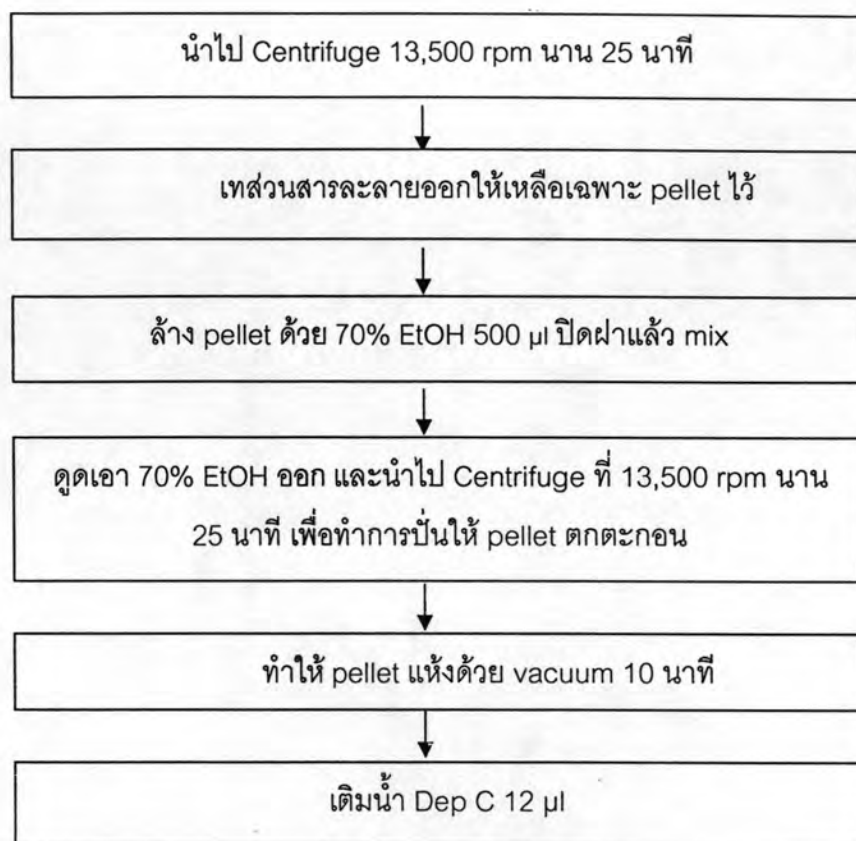 นำไป Centrifuge 13,500 rpm นาน 25 นาที
เทส่วนสารละลายออกให้เหลือเฉพาะ pellet ไว้
ล้าง pellet ด้วย 70% EtOH 500 µl ปิดฝาแล้ว mix
ดูดเอา 70% EtOH ออก และนำไป Centrifuge ที่ 13,500 rpm นาน
25 นาที เพื่อทำการปั่นให้ pellet ตกตะกอน
ทำให้ pellet แห้งด้วย vacuum 10 นาที
เติมน้ำ Dep C 12 µl